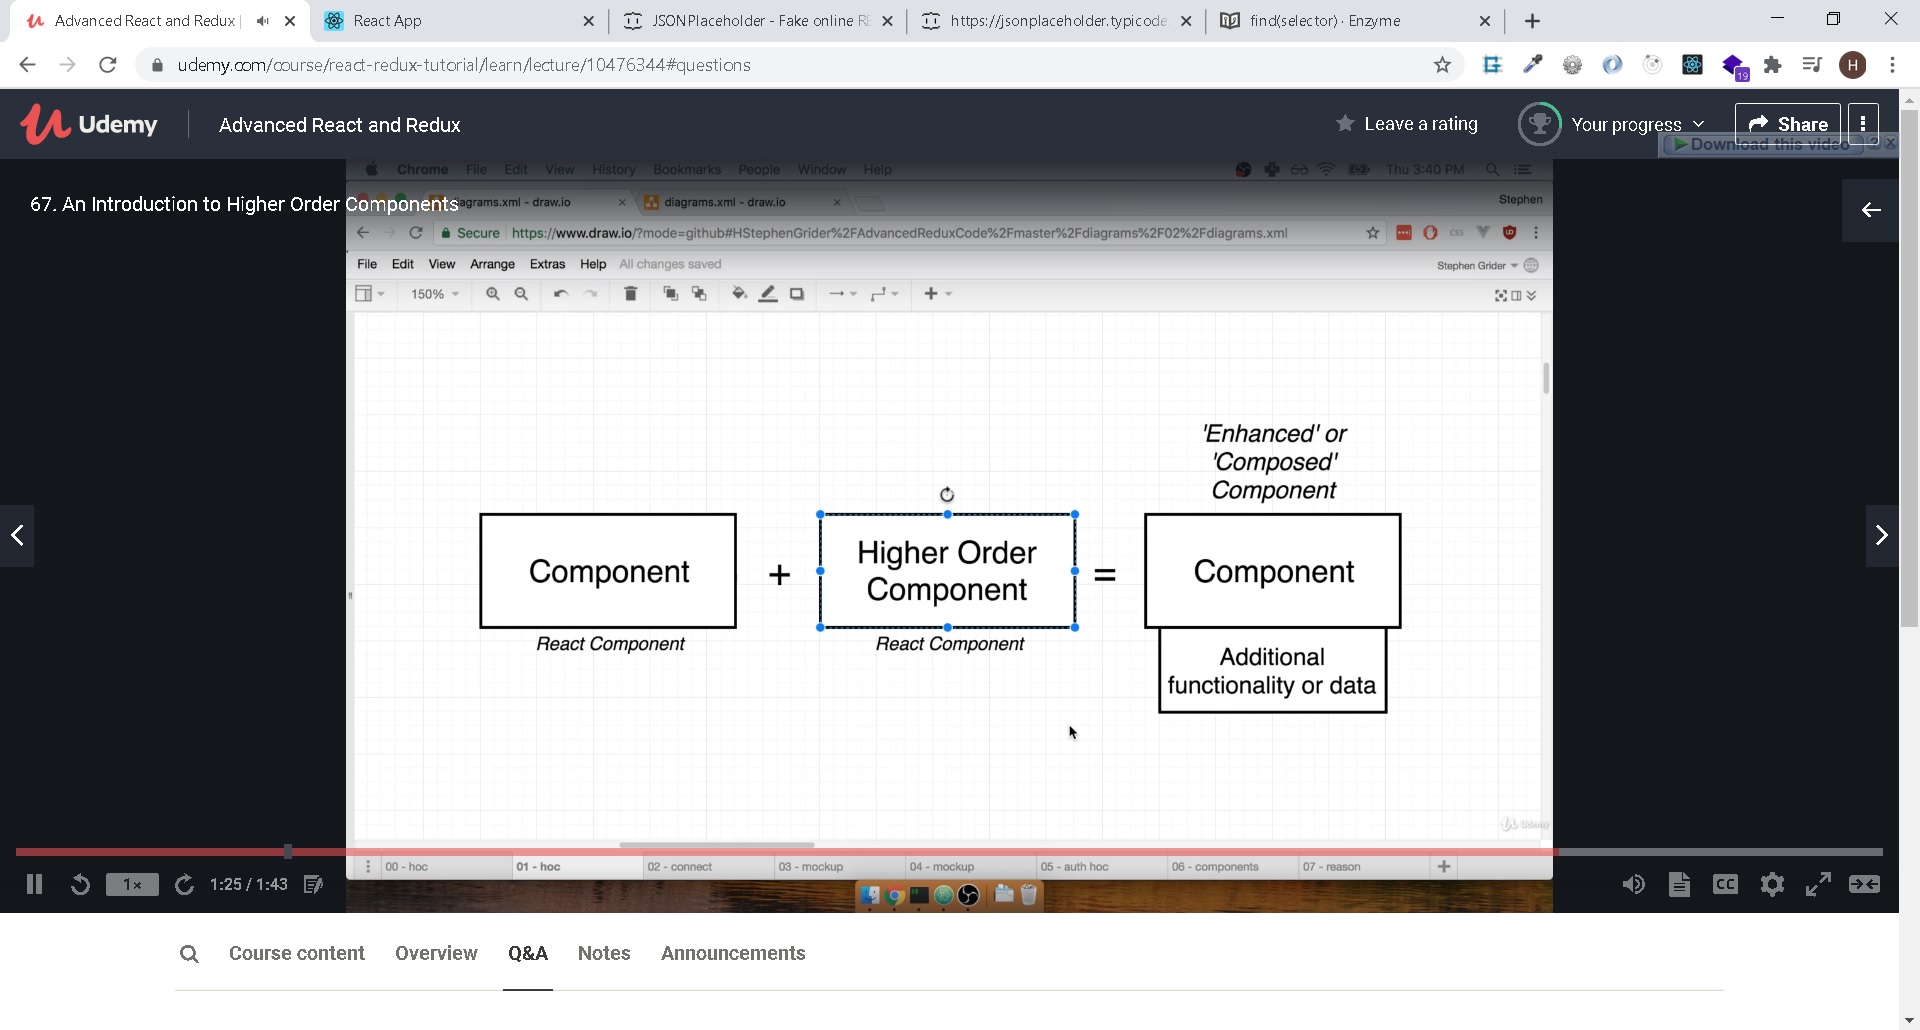 Advanced React and Redux
React App
JSONPlaceholder - Fake online RE
https://jsonplaceholder.typicode
find(selector) · Enzyme
udemy.com/course/react-redux-tutorial/learn/lecture/10476344#questions
19
H
Udemy
Advanced React and Redux
Leave a rating
Your progress
Share
Download this video
Chrome File Edit View History Bookmarks People Window Help
Thu 3:40 PM
67. An Introduction to Higher Order Components
diagrams.xml - draw.io
diagrams.xml - draw.io
Stephen
Secure https://www.draw.io/?mode=github#HStephenGrider%2FAdvancedReduxCode%2Fmaster%2Fdiagrams%2F02%2Fdiagrams.xml
CSS
File Edit View Arrange Extras Help All changes saved
Stephen Grider
150%
'Enhanced' or
'Composed'
Component
Component
+
Higher Order
Component
=
Component
React Component
React Component
Additional
functionality or data
Udemy
00 - hoc
01 - hoc
02 - connect
03 - mockup
04 - mockup
05 - auth hoc
06 - components
07 - reason
1x
1:25 / 1:43
CC
Course content
Overview
Q&A
Notes
Announcements